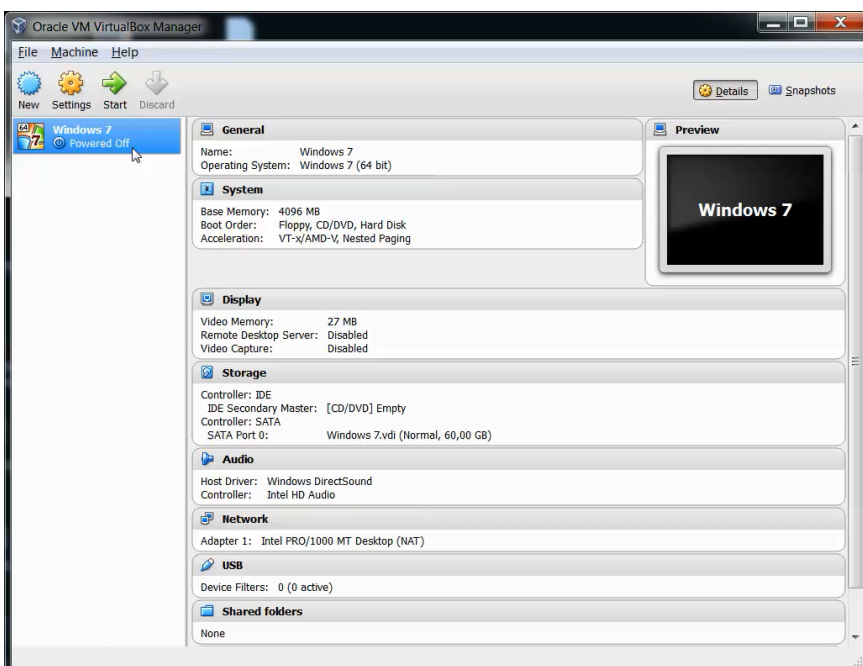 Oracle VM VirtualBox Manager
File Machine Help
New Settings Start Discard
Details Snapshots
64
7
Windows 7
Powered Off
General
Name: Windows 7
Operating System: Windows 7 (64 bit)
System
Base Memory: 4096 MB
Boot Order: Floppy, CD/DVD, Hard Disk
Acceleration: VT-x/AMD-V, Nested Paging
Preview
Windows 7
Display
Video Memory: 27 MB
Remote Desktop Server: Disabled
Video Capture: Disabled
Storage
Controller: IDE
IDE Secondary Master: [CD/DVD] Empty
Controller: SATA
SATA Port 0: Windows 7.vdi (Normal, 60,00 GB)
Audio
Host Driver: Windows DirectSound
Controller: Intel HD Audio
Network
Adapter 1: Intel PRO/1000 MT Desktop (NAT)
USB
Device Filters: 0 (0 active)
Shared folders
None